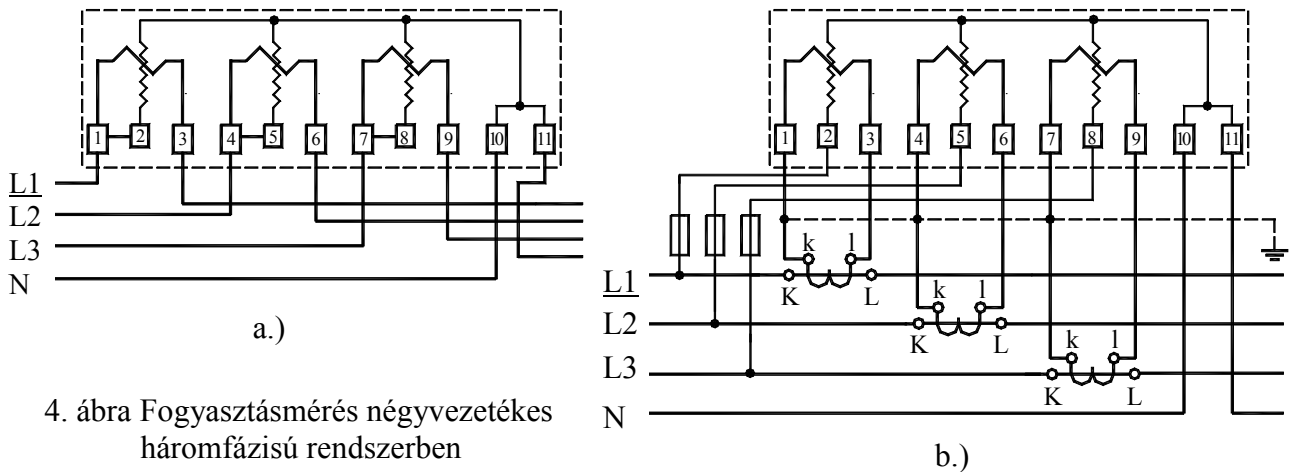 1 2 3 4 5 6 7 8 9 10 11
L1
L2
L3
N
a.)
4. ábra Fogyasztásmérés négyvezetékes
háromfázisú rendszerben
1 2 3 4 5 6 7 8 9 10 11
k l
L1
K L
k l
L2
K L
k l
L3
K L
N
b.)